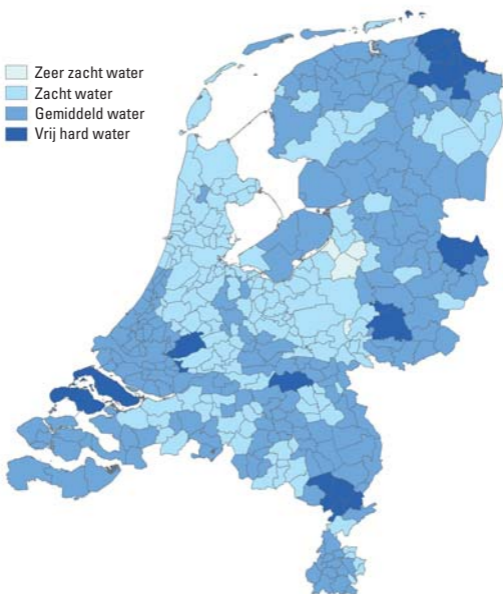 Zeer zacht water
Zacht water
Gemiddeld water
Vrij hard water